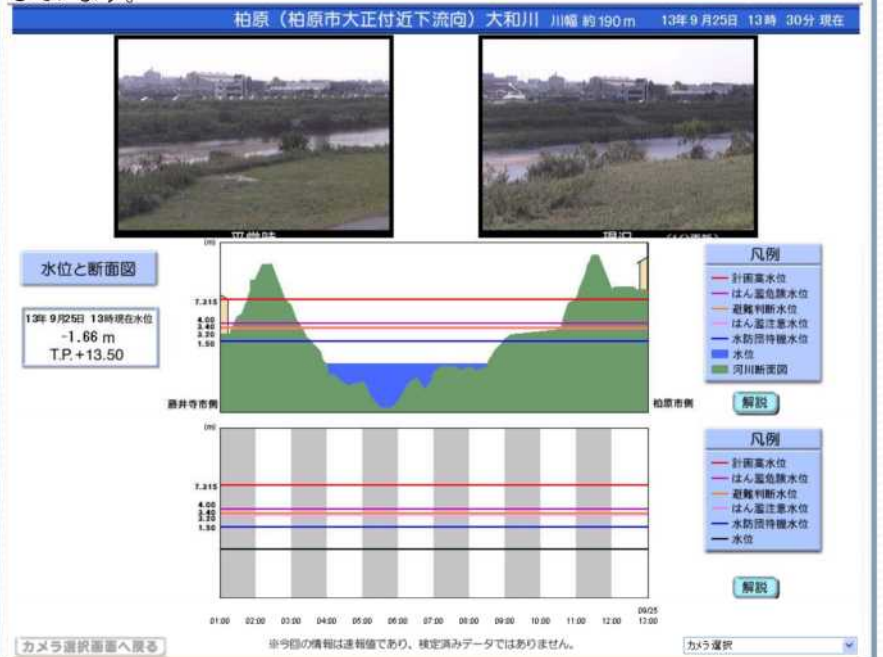 しています。
柏原（柏原市大正付近下流向）大和川 川幅 約190m 13年9月25日 13時 30分 現在
平常時
現況 (1分更新)
水位と断面図
13年 9月25日 13時現在水位
-1.66 m
T.P.+13.50
(m)
7.315
4.00
3.40
3.20
1.50
藤井寺市側
柏原市側
凡例
計画高水位
はん濫危険水位
避難判断水位
はん濫注意水位
水防団待機水位
水位
河川断面図
解説
(m)
7.315
4.00
3.40
3.20
1.50
凡例
計画高水位
はん濫危険水位
避難判断水位
はん濫注意水位
水防団待機水位
水位
解説
09/25
01:00 02:00 03:00 04:00 05:00 06:00 07:00 08:00 09:00 10:00 11:00 12:00 13:00
カメラ選択画面へ戻る
※今回の情報は速報値であり、検定済みデータではありません。
カメラ選択